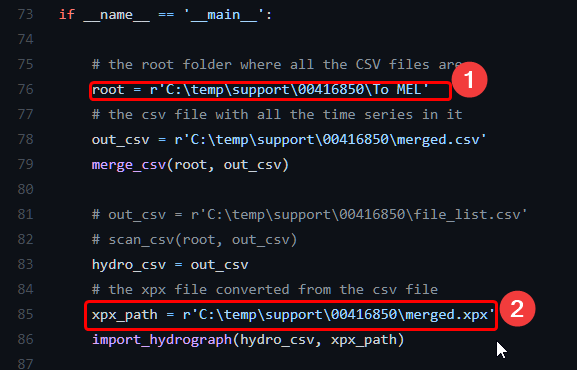 73 if __name__ == '__main__':
74
75 # the root folder where all the CSV files are
76 root = r'C:\temp\support\00416850\To MEL' 1
77 # the csv file with all the time series in it
78 out_csv = r'C:\temp\support\00416850\merged.csv'
79 merge_csv(root, out_csv)
80
81 # out_csv = r'C:\temp\support\00416850\file_list.csv'
82 # scan_csv(root, out_csv)
83 hydro_csv = out_csv
84 # the xpx file converted from the csv file
85 xpx_path = r'C:\temp\support\00416850\merged.xpx' 2
86 import_hydrograph(hydro_csv, xpx_path)
87